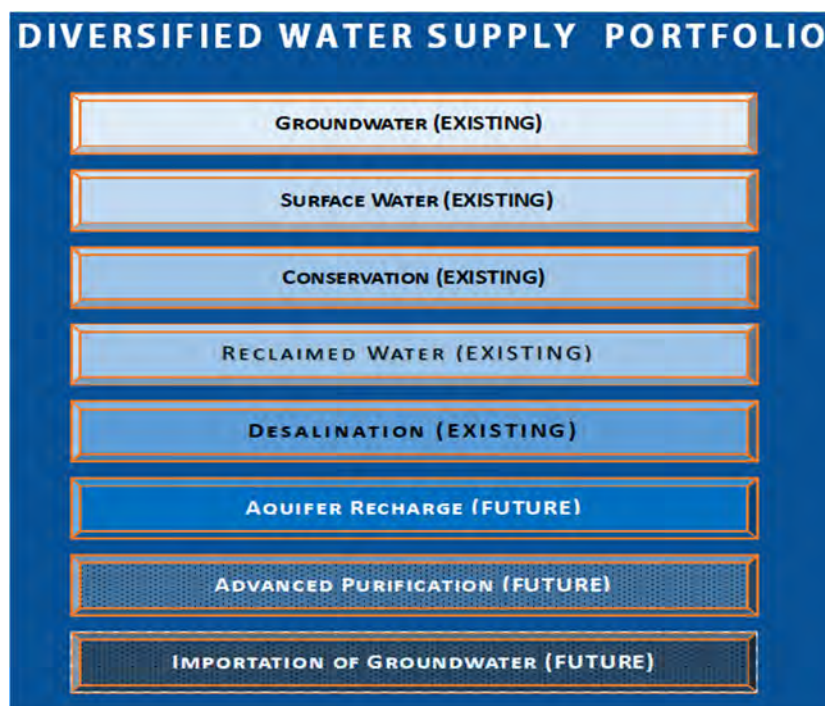 DIVERSIFIED WATER SUPPLY PORTFOLIO
GROUNDWATER (EXISTING)
SURFACE WATER (EXISTING)
CONSERVATION (EXISTING)
RECLAIMED WATER (EXISTING)
DESALINATION (EXISTING)
AQUIFER RECHARGE (FUTURE)
ADVANCED PURIFICATION (FUTURE)
IMPORTATION OF GROUNDWATER (FUTURE)